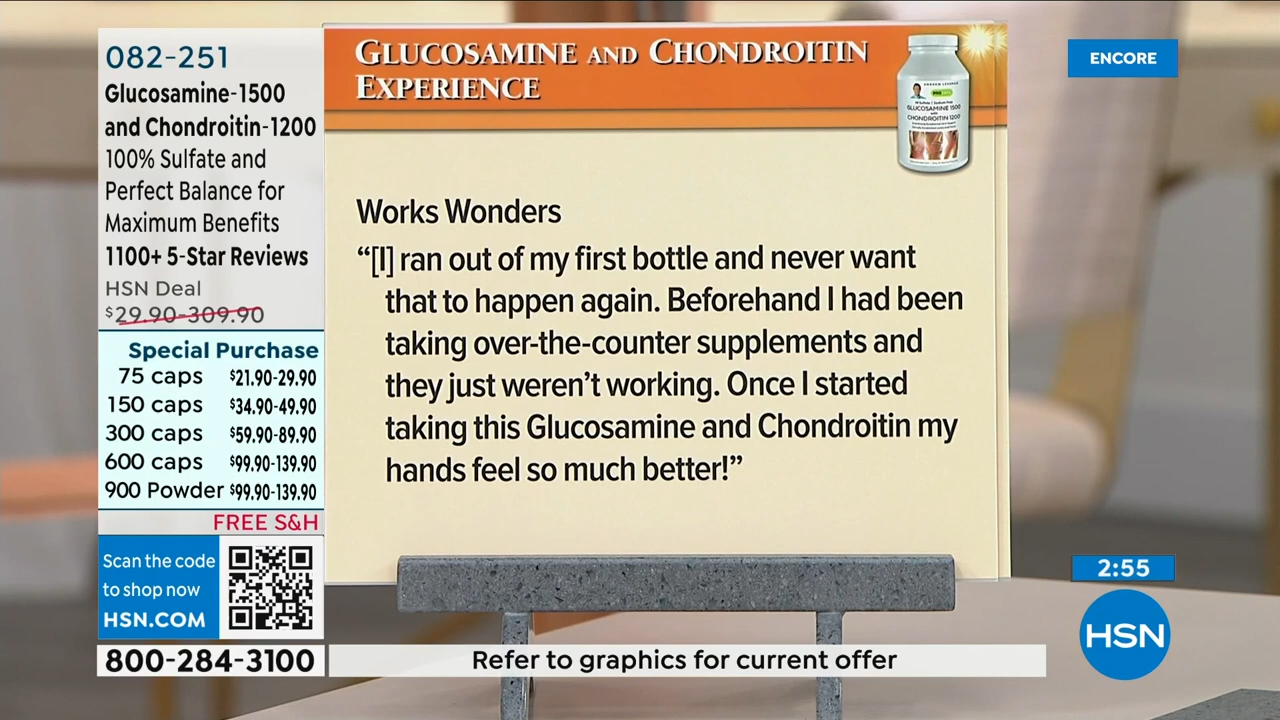 082-251
Glucosamine-1500
and Chondroitin-1200
100% Sulfate and
Perfect Balance for
Maximum Benefits
1100+ 5-Star Reviews
HSN Deal
$29.90-309.90
Special Purchase
75 caps $21.90-29.90
150 caps $34.90-49.90
300 caps $59.90-89.90
600 caps $99.90-139.90
900 Powder $99.90-139.90
FREE S&H
Scan the code
to shop now
HSN.COM
800-284-3100
GLUCOSAMINE AND CHONDROITIN
EXPERIENCE
GLUCOSAMINE 1500
CHONDROITIN 1200
Works Wonders
“[I] ran out of my first bottle and never want
that to happen again. Beforehand I had been
taking over-the-counter supplements and
they just weren’t working. Once I started
taking this Glucosamine and Chondroitin my
hands feel so much better!”
ENCORE
2:55
HSN
Refer to graphics for current offer